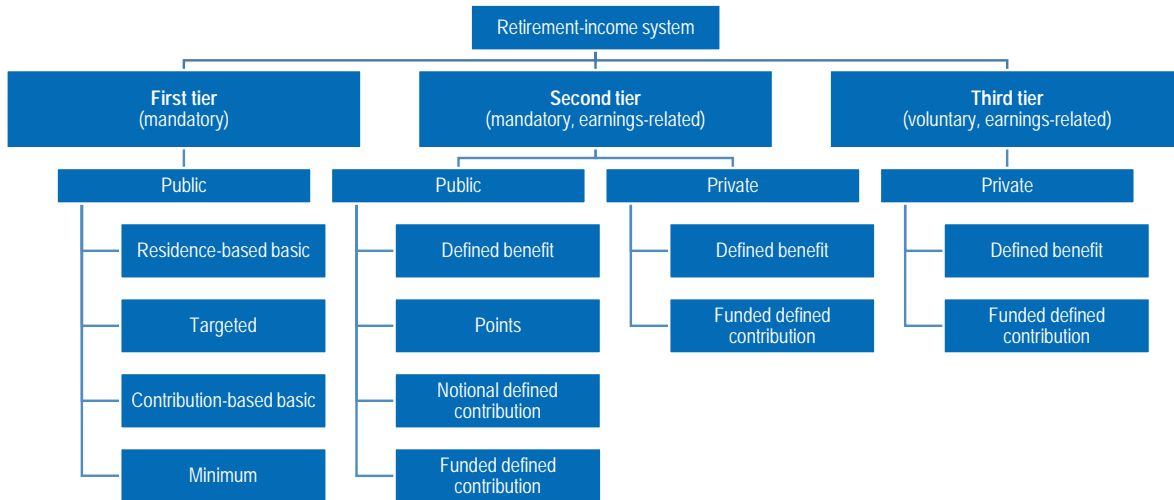 Retirement-income system
First tier
(mandatory)
Second tier
(mandatory, earnings-related)
Third tier
(voluntary, earnings-related)
Public
Public
Private
Private
Residence-based basic
Defined benefit
Defined benefit
Defined benefit
Targeted
Points
Funded defined
contribution
Funded defined
contribution
Contribution-based basic
Notional defined
contribution
Minimum
Funded defined
contribution